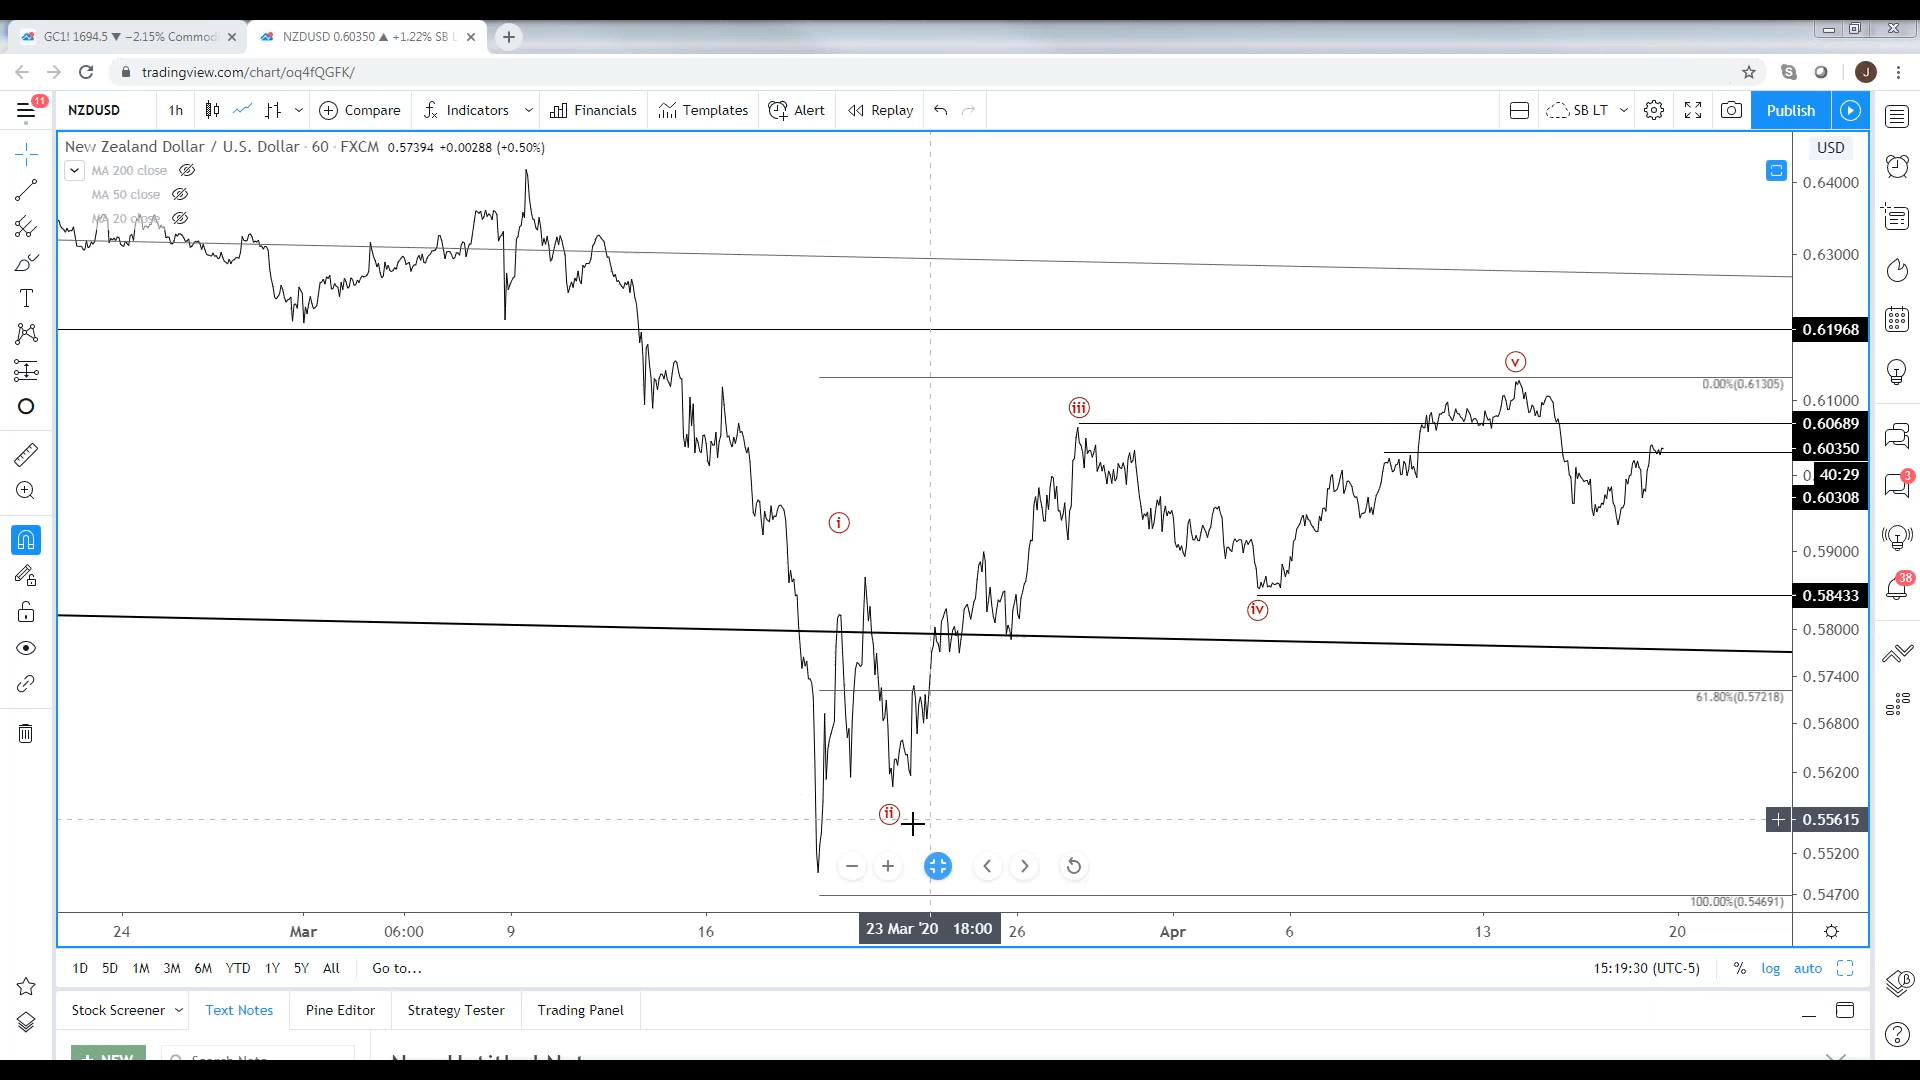 GC1! 1694.5 ▼ −2.15% Commod
NZDUSD 0.60350 ▲ +1.22% SB L
tradingview.com/chart/oq4fQGFK/
J
11
NZDUSD
1h
Compare
Indicators
Financials
Templates
Alert
Replay
SB LT
Publish
New Zealand Dollar / U.S. Dollar · 60 · FXCM 0.57394 +0.00288 (+0.50%)
USD
MA 200 close
MA 50 close
MA 20 close
0.64000
0.63000
0.61968
v
0.00%(0.61305)
0.61000
iii
0.60689
0.60350
40:29
0.60308
3
i
0.59000
38
0.58433
iv
0.58000
0.57400
61.80%(0.57218)
0.56800
0.56200
ii
0.55615
0.55200
0.54700
100.00%(0.54691)
24
Mar
06:00
9
16
23 Mar '20 18:00
26
Apr
6
13
20
1D
5D
1M
3M
6M
YTD
1Y
5Y
All
Go to...
15:19:30 (UTC-5)
%
log
auto
Stock Screener
Text Notes
Pine Editor
Strategy Tester
Trading Panel